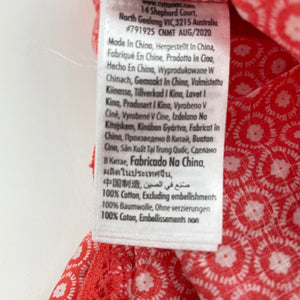 www.cottonon.com
14 Shepherd Court,
North Geelong VIC,3215 Australia
#791925 CNMT AUG/2020
Made In China, Hergestellt In China,
Fabriqué En Chine, Prodotto In Cina,
Hecho En China, Wyprodukowane W
Chinach, Gemaakt In China, Valmistettu
Kiinassa, Tillverkad I Kina, Laget I
Kina, Produsert I Kina, Vyrobeno V
Číně, Vyrobené V Číne, Izdelano Na
Kitajskem, Kínában Gyártva, Fabricat In
China, Произведено В Китае, Buatan
Cina, Sản Xuất Tại Trung Quốc, Сделано
В Китае, Fabricado Na China,
ผลิตในประเทศจีน,
中国制造, صنع في الصين
100% Cotton, Excluding embellishments
100% Baumwolle, Ohne verzierungen
100% Coton, Embellissements non